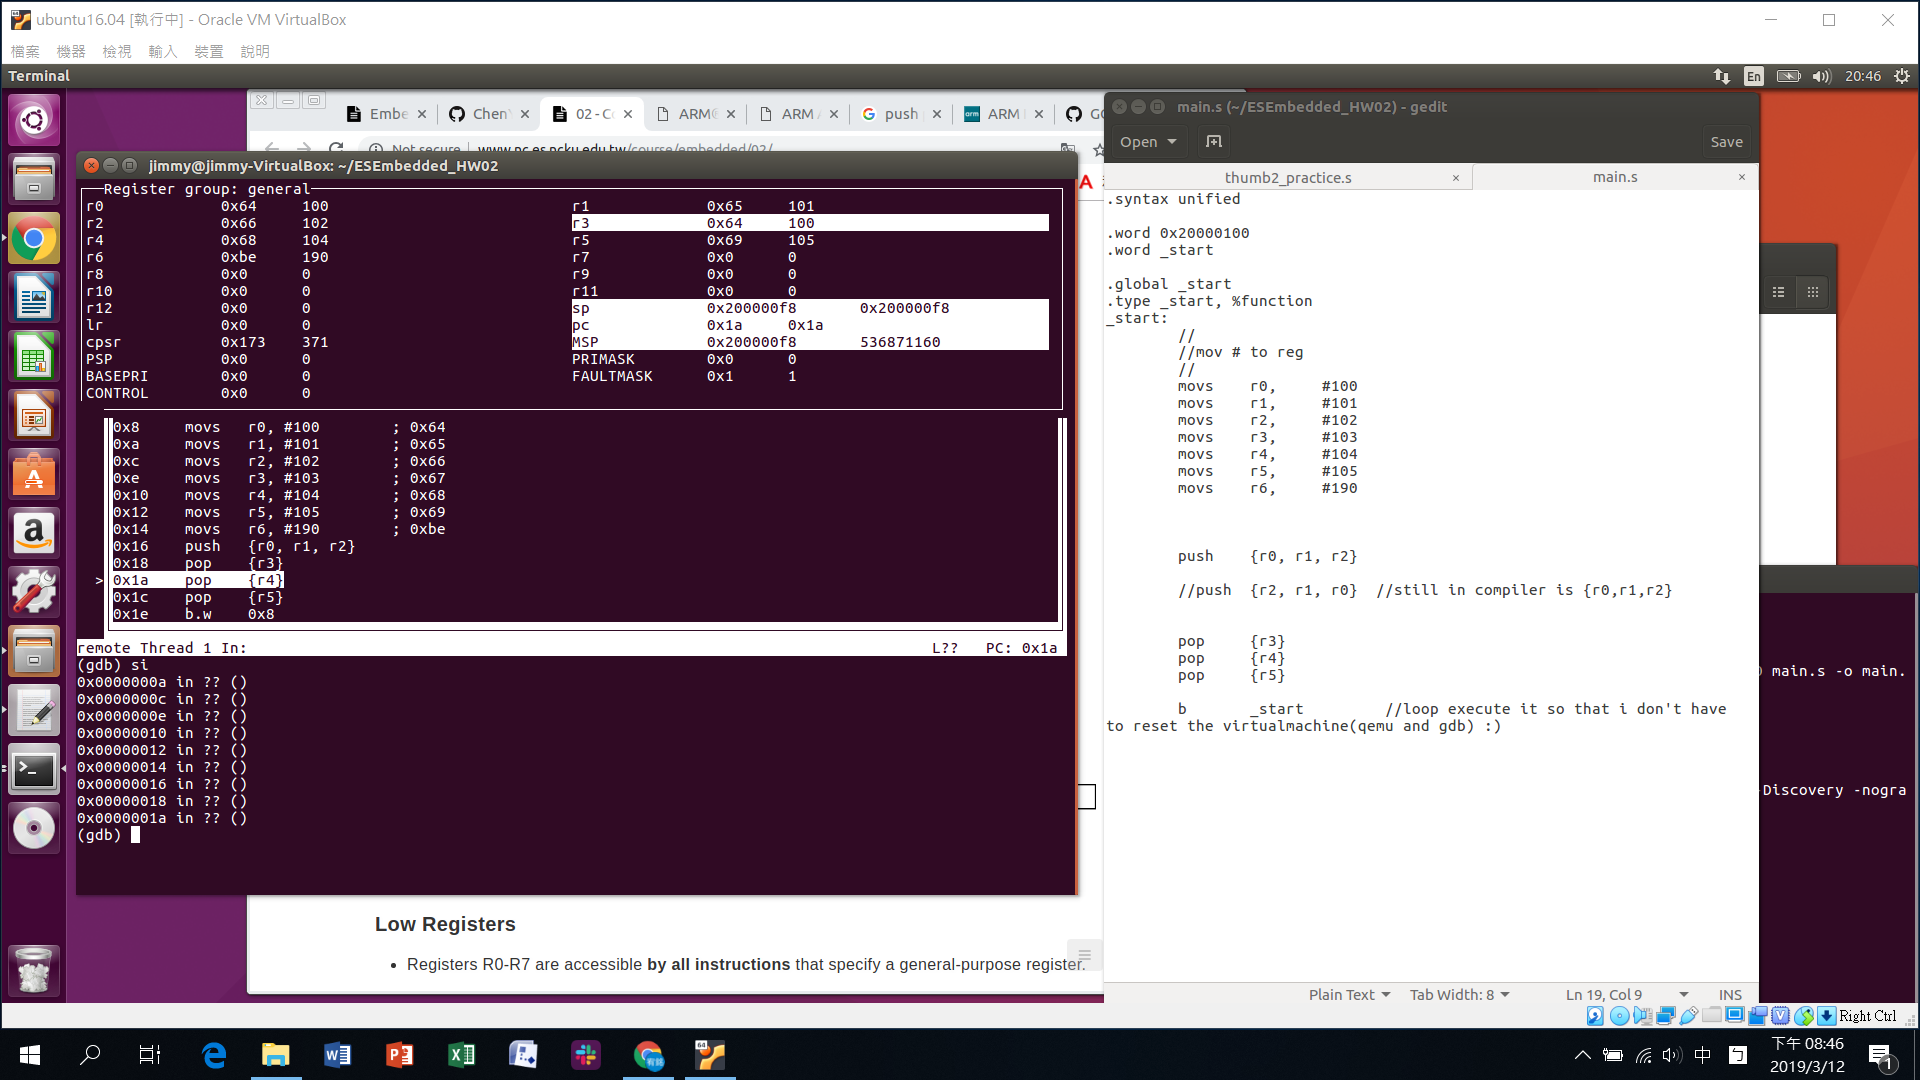 ubuntu16.04 [執行中] - Oracle VM VirtualBox
檔案 機器 檢視 輸入 裝置 說明
Terminal
En
20:46
Embe
ChenY
02 - C
ARM®
ARM
push
ARM
GC
Not secure | www.nc.es.ncku.edu.tw/course/embedded/02/
jimmy@jimmy-VirtualBox: ~/ESEmbedded_HW02
Register group: general
r0 0x64 100 r1 0x65 101
r2 0x66 102 r3 0x64 100
r4 0x68 104 r5 0x69 105
r6 0xbe 190 r7 0x0 0
r8 0x0 0 r9 0x0 0
r10 0x0 0 r11 0x0 0
r12 0x0 0 sp 0x200000f8 0x200000f8
lr 0x0 0 pc 0x1a 0x1a
cpsr 0x173 371 MSP 0x200000f8 536871160
PSP 0x0 0 PRIMASK 0x0 0
BASEPRI 0x0 0 FAULTMASK 0x1 1
CONTROL 0x0 0
0x8 movs r0, #100 ; 0x64
0xa movs r1, #101 ; 0x65
0xc movs r2, #102 ; 0x66
0xe movs r3, #103 ; 0x67
0x10 movs r4, #104 ; 0x68
0x12 movs r5, #105 ; 0x69
0x14 movs r6, #190 ; 0xbe
0x16 push {r0, r1, r2}
0x18 pop {r3}
> 0x1a pop {r4}
0x1c pop {r5}
0x1e b.w 0x8
remote Thread 1 In: L?? PC: 0x1a
(gdb) si
0x0000000a in ?? ()
0x0000000c in ?? ()
0x0000000e in ?? ()
0x00000010 in ?? ()
0x00000012 in ?? ()
0x00000014 in ?? ()
0x00000016 in ?? ()
0x00000018 in ?? ()
0x0000001a in ?? ()
(gdb)
Low Registers
• Registers R0-R7 are accessible by all instructions that specify a general-purpose register.
main.s (~/ESEmbedded_HW02) - gedit
Open
Save
thumb2_practice.s
main.s
.syntax unified
.word 0x20000100
.word _start
.global _start
.type _start, %function
_start:
//
//mov # to reg
//
movs r0, #100
movs r1, #101
movs r2, #102
movs r3, #103
movs r4, #104
movs r5, #105
movs r6, #190
push {r0, r1, r2}
//push {r2, r1, r0} //still in compiler is {r0,r1,r2}
pop {r3}
pop {r4}
pop {r5}
b _start //loop execute it so that i don't have
to reset the virtualmachine(qemu and gdb) :)
Plain Text Tab Width: 8 Ln 19, Col 9 INS
main.s -o main.
Discovery -nogra
Right Ctrl
中
下午 08:46
2019/3/12
1